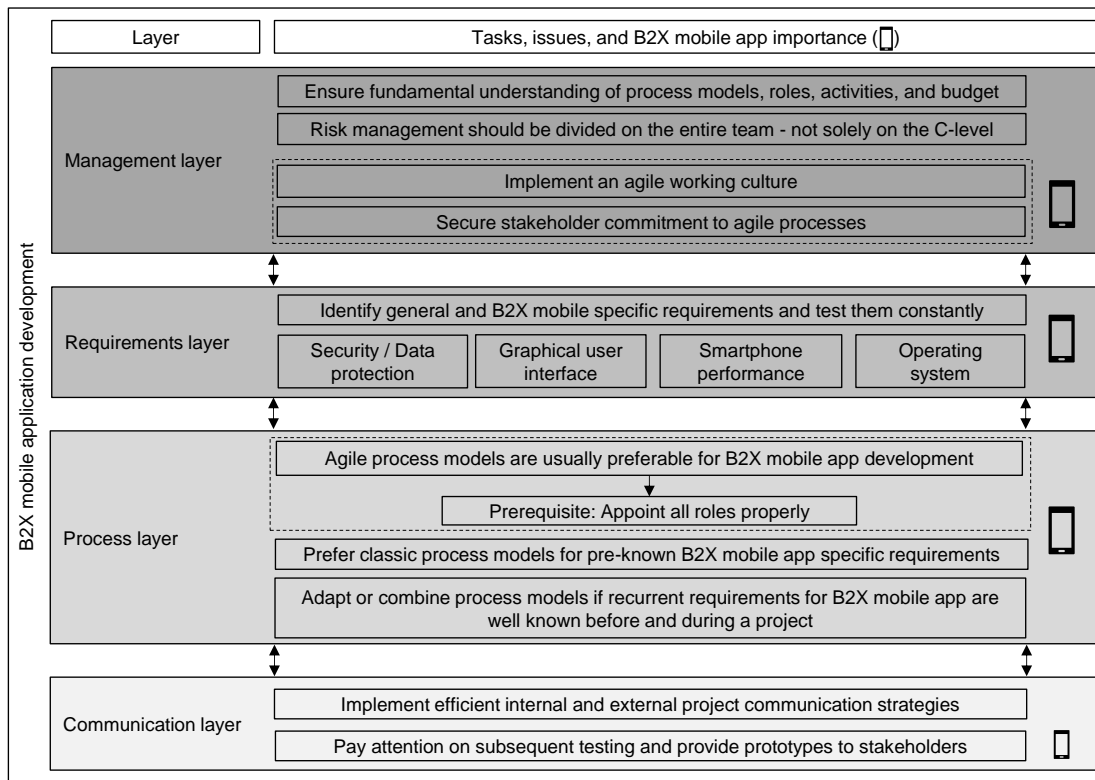 Layer
Tasks, issues, and B2X mobile app importance ( )
B2X mobile application development
Management layer
Ensure fundamental understanding of process models, roles, activities, and budget
Risk management should be divided on the entire team - not solely on the C-level
Implement an agile working culture
Secure stakeholder commitment to agile processes
Requirements layer
Identify general and B2X mobile specific requirements and test them constantly
Security / Data
protection
Graphical user
interface
Smartphone
performance
Operating
system
Process layer
Agile process models are usually preferable for B2X mobile app development
Prerequisite: Appoint all roles properly
Prefer classic process models for pre-known B2X mobile app specific requirements
Adapt or combine process models if recurrent requirements for B2X mobile app are
well known before and during a project
Communication layer
Implement efficient internal and external project communication strategies
Pay attention on subsequent testing and provide prototypes to stakeholders